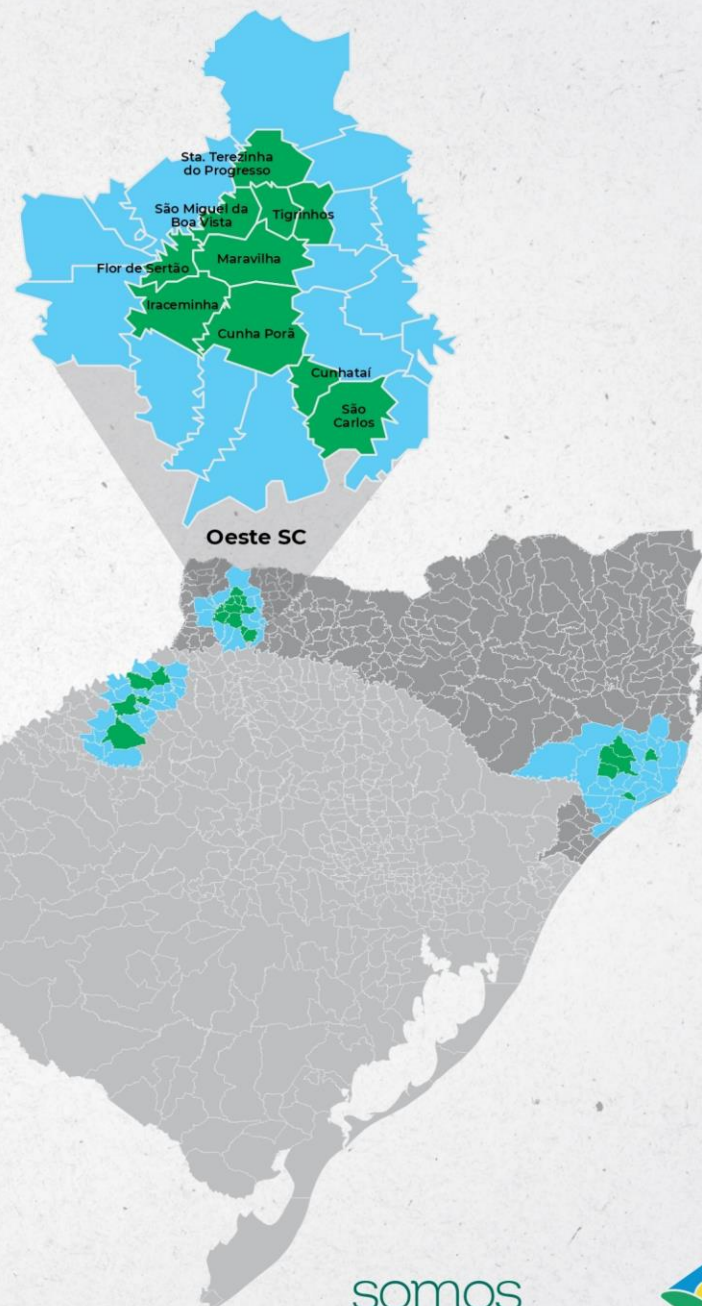 Sta. Terezinha
do Progresso
São Miguel da
Boa Vista
Tigrinhos
Flor de Sertão
Maravilha
Iraceminha
Cunha Porã
Cunhataí
São
Carlos
Oeste SC
somos